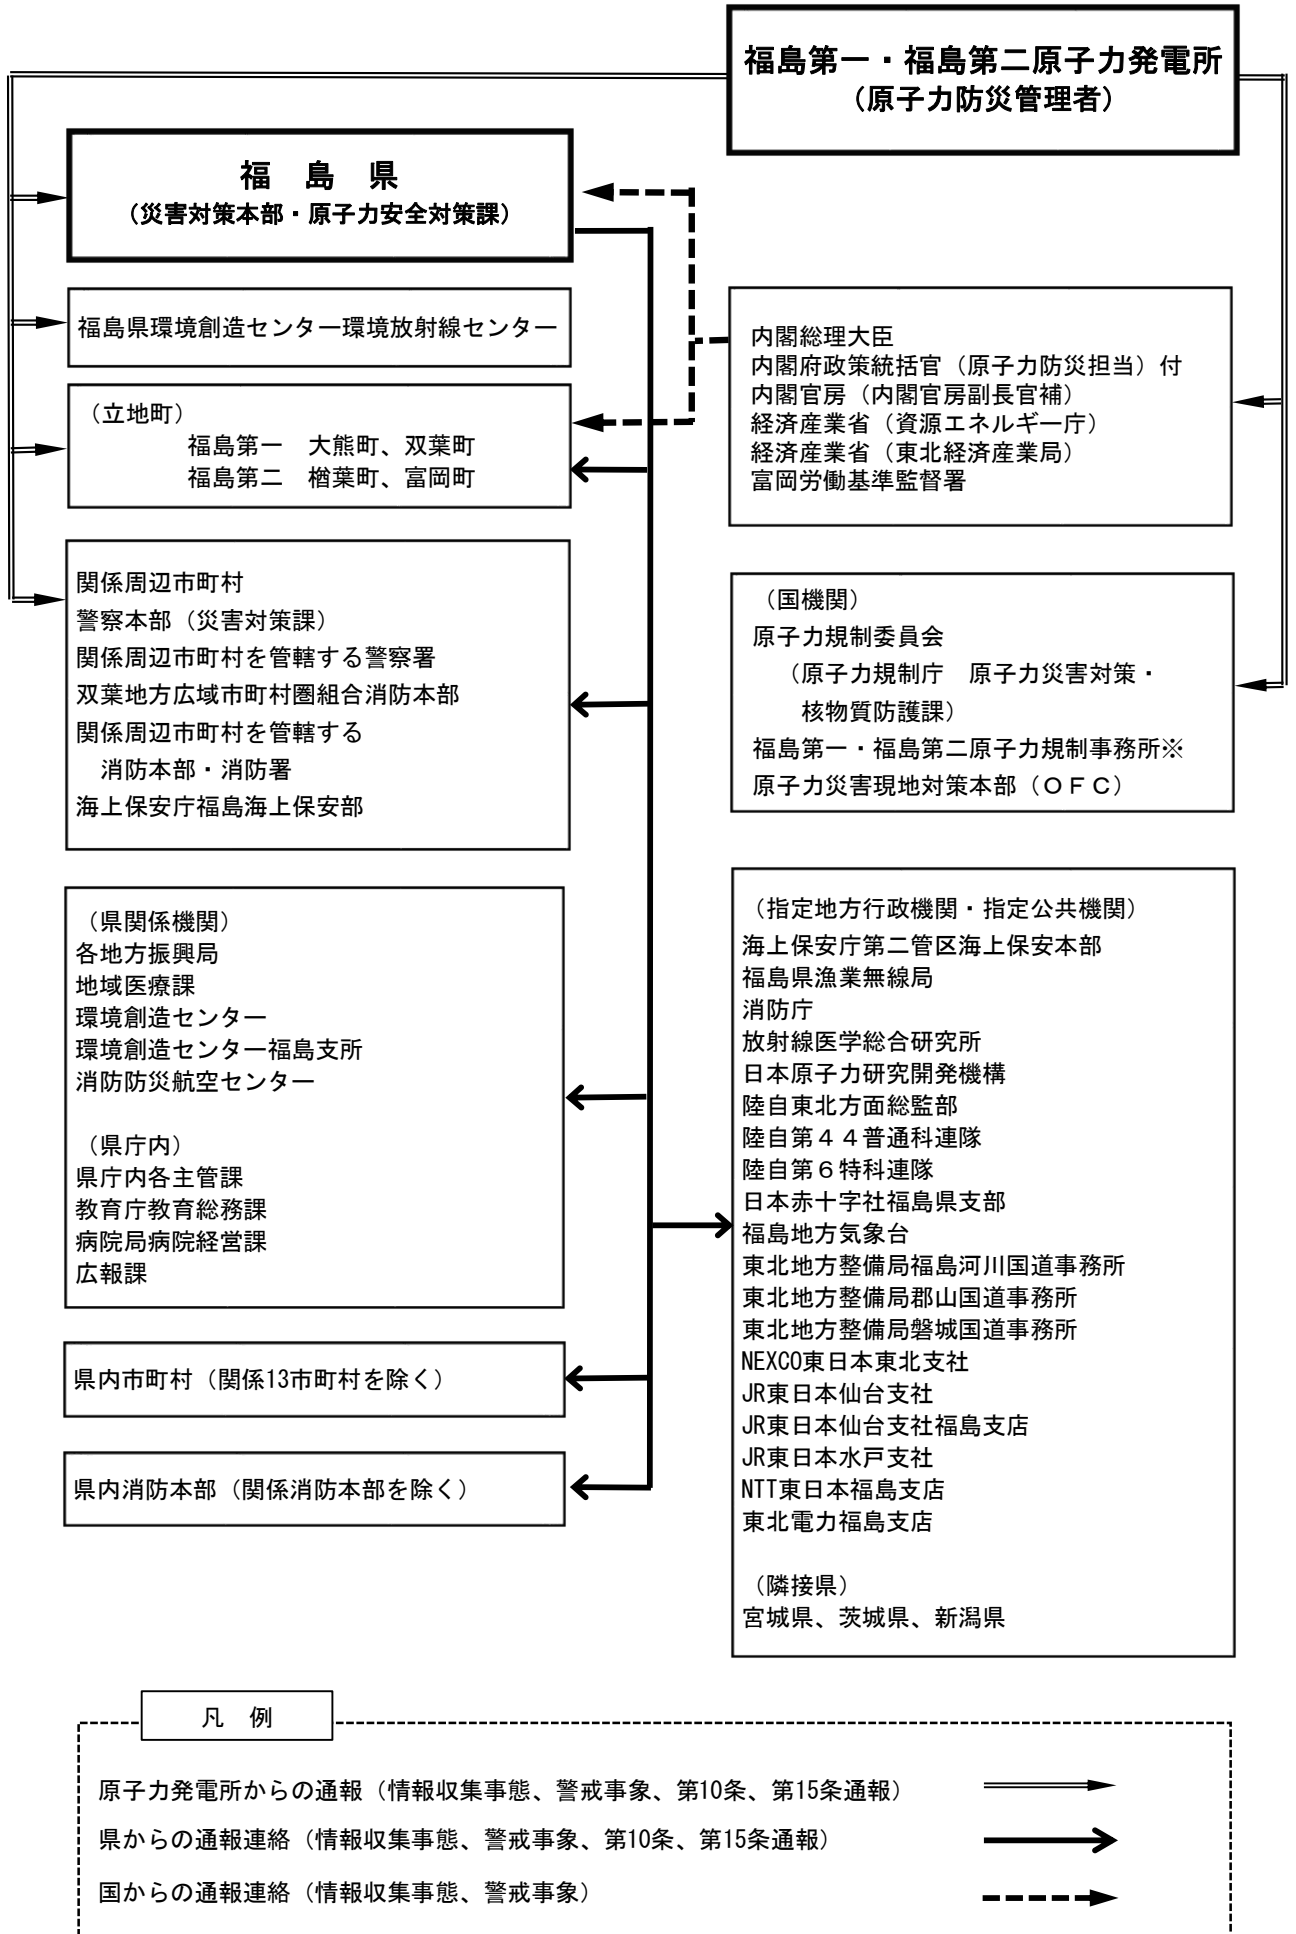 福島第一・福島第二原子力発電所
（原子力防災管理者）
福　島　県
（災害対策本部・原子力安全対策課）
福島県環境創造センター環境放射線センター
（立地町）
福島第一　大熊町、双葉町
福島第二　楢葉町、富岡町
内閣総理大臣
内閣府政策統括官（原子力防災担当）付
内閣官房（内閣官房副長官補）
経済産業省（資源エネルギー庁）
経済産業省（東北経済産業局）
富岡労働基準監督署
関係周辺市町村
警察本部（災害対策課）
関係周辺市町村を管轄する警察署
双葉地方広域市町村圏組合消防本部
関係周辺市町村を管轄する
消防本部・消防署
海上保安庁福島海上保安部
（国機関）
原子力規制委員会
（原子力規制庁　原子力災害対策・
核物質防護課）
福島第一・福島第二原子力規制事務所※
原子力災害現地対策本部（ＯＦＣ）
（県関係機関）
各地方振興局
地域医療課
環境創造センター
環境創造センター福島支所
消防防災航空センター
（県庁内）
県庁内各主管課
教育庁教育総務課
病院局病院経営課
広報課
県内市町村（関係13市町村を除く）
県内消防本部（関係消防本部を除く）
（指定地方行政機関・指定公共機関）
海上保安庁第二管区海上保安本部
福島県漁業無線局
消防庁
放射線医学総合研究所
日本原子力研究開発機構
陸自東北方面総監部
陸自第４４普通科連隊
陸自第６特科連隊
日本赤十字社福島県支部
福島地方気象台
東北地方整備局福島河川国道事務所
東北地方整備局郡山国道事務所
東北地方整備局磐城国道事務所
NEXCO東日本東北支社
JR東日本仙台支社
JR東日本仙台支社福島支店
JR東日本水戸支社
NTT東日本福島支店
東北電力福島支店
（隣接県）
宮城県、茨城県、新潟県
凡　例
原子力発電所からの通報（情報収集事態、警戒事象、第10条、第15条通報）
県からの通報連絡（情報収集事態、警戒事象、第10条、第15条通報）
国からの通報連絡（情報収集事態、警戒事象）